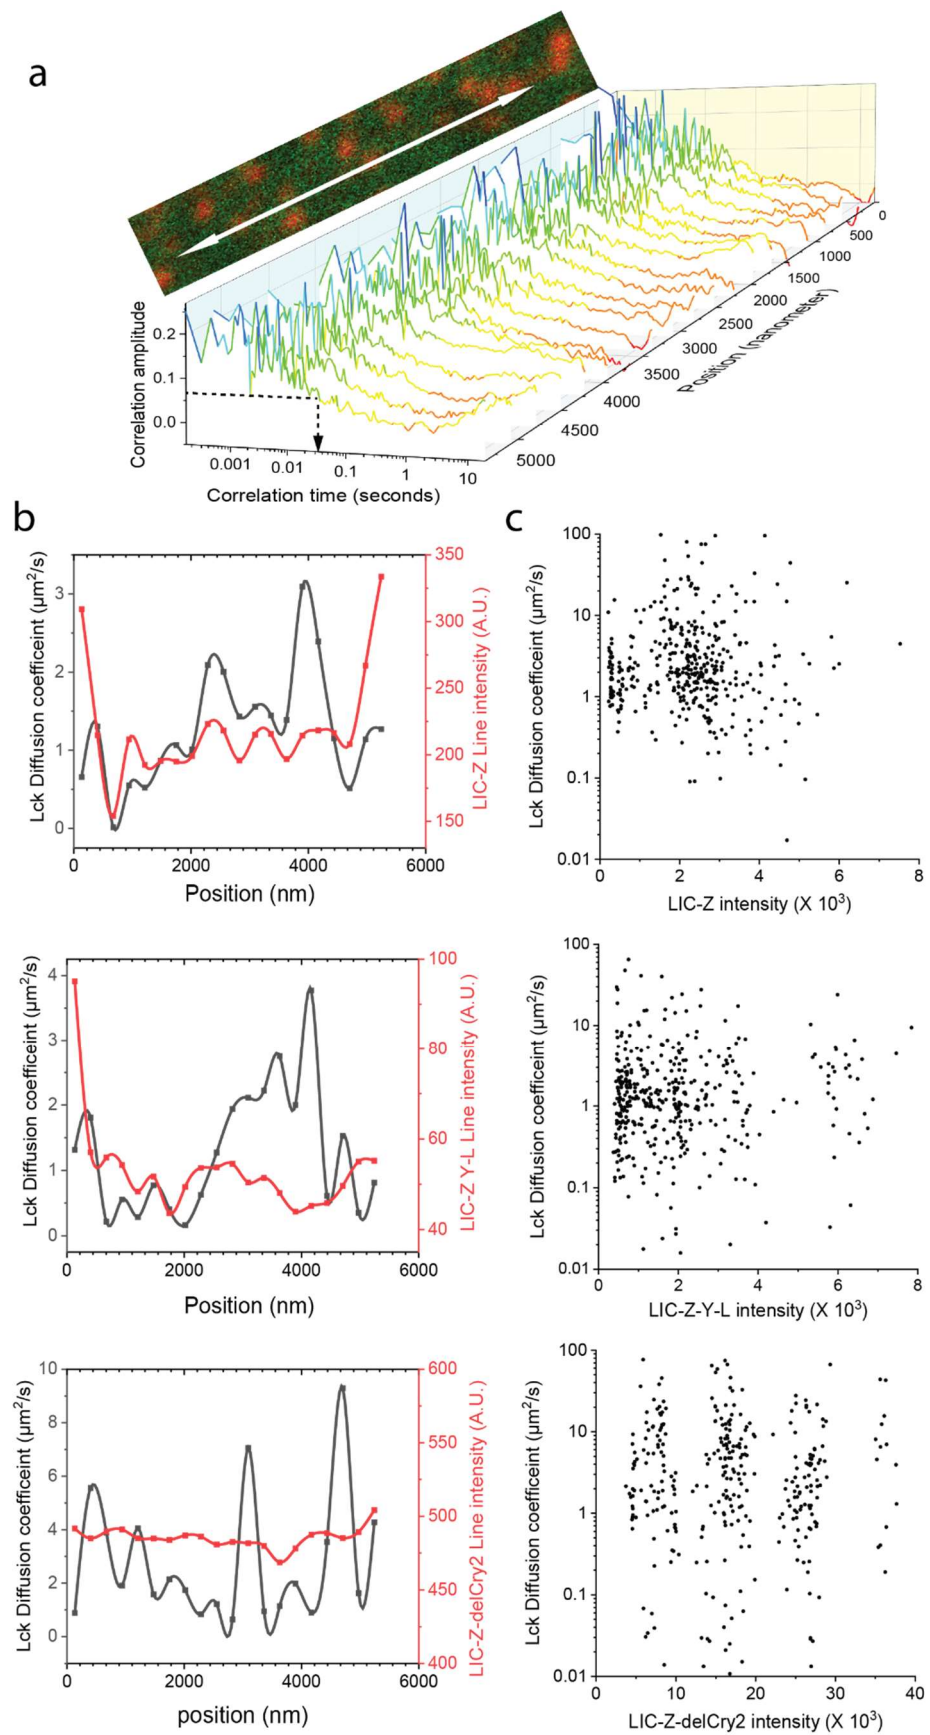 a
0.2
0.1
0.0
Correlation amplitude
0.001
0.01
0.1
1
10
Correlation time (seconds)
0
500
1000
1500
2000
2500
3000
3500
4000
4500
5000
Position (nanometer)
b
Lck Diffusion coefficeint (μm²/s)
3
2
1
0
350
300
250
200
150
LIC-Z Line intensity (A.U.)
0 2000 4000 6000
Position (nm)
Lck Diffusion coefficeint (μm²/s)
4
3
2
1
0
100
80
60
40
LIC-Z Y-L Line intensity (A.U.)
0 2000 4000 6000
Position (nm)
Lck Diffusion coefficeint (μm²/s)
10
8
6
4
2
0
600
550
500
450
400
LIC-Z-delCry2 Line intensity (A.U.)
0 2000 4000 6000
position (nm)
c
Lck Diffusion coefficeint (μm²/s)
100
10
1
0.1
0.01
0 2 4 6 8
LIC-Z intensity (X 10³)
Lck Diffusion coefficeint (μm²/s)
100
10
1
0.1
0.01
0 2 4 6 8
LIC-Z-Y-L intensity (X 10³)
Lck Diffusion coefficeint (μm²/s)
100
10
1
0.1
0.01
0 10 20 30 40
LIC-Z-delCry2 intensity (X 10³)